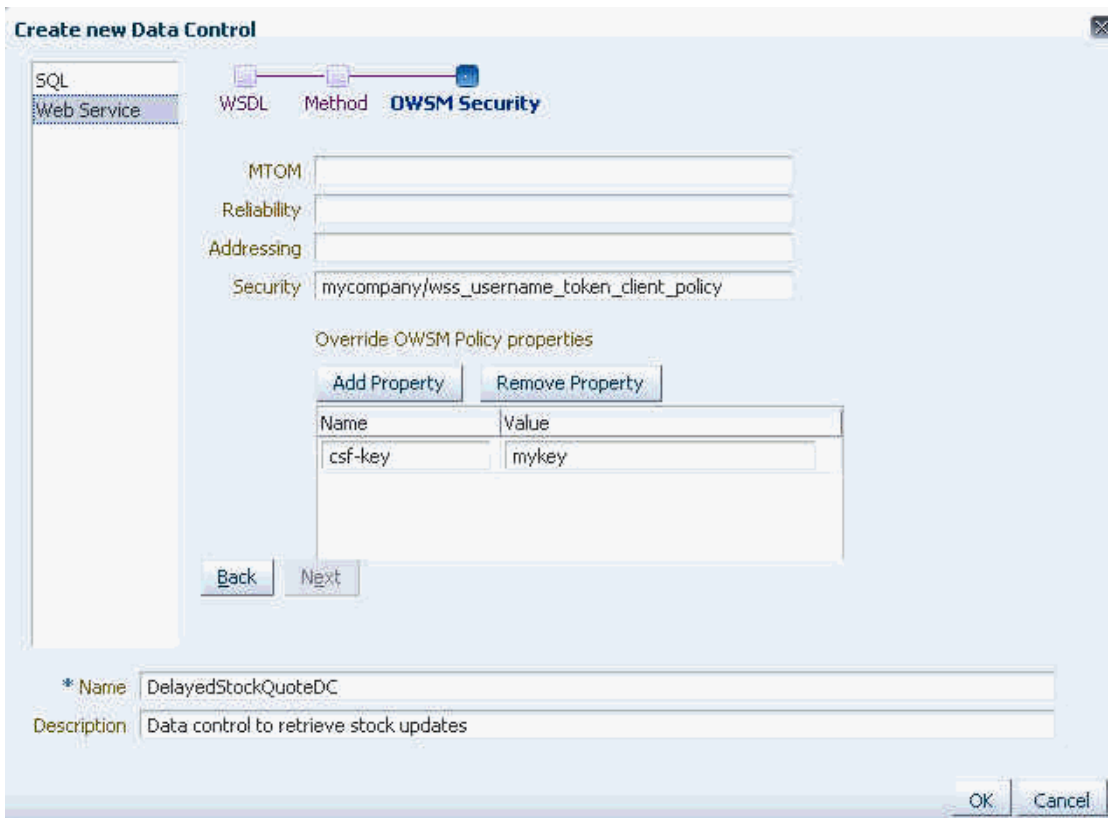 Create new Data Control
SQL
Web Service
WSDL Method OWSM Security
MTOM
Reliability
Addressing
Security mycompany/wss_username_token_client_policy
Override OWSM Policy properties
Add Property Remove Property
Name Value
csf-key mykey
Back Next
* Name DelayedStockQuoteDC
Description Data control to retrieve stock updates
OK Cancel